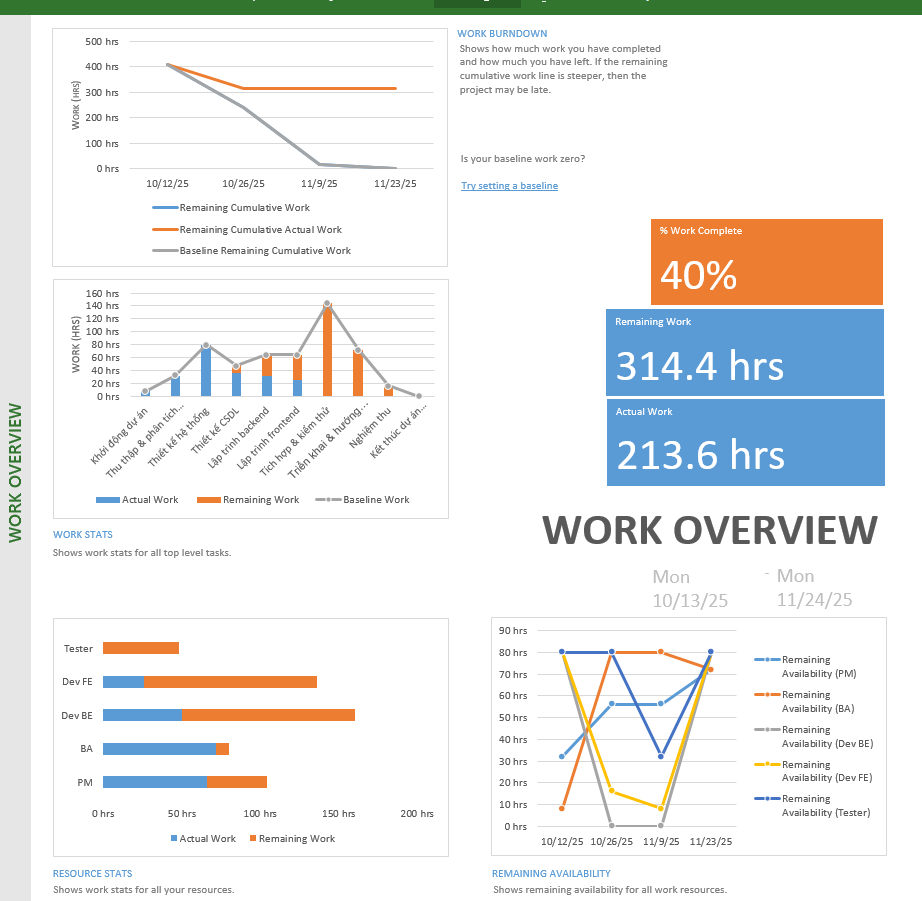 WORK OVERVIEW
500 hrs
400 hrs
300 hrs
200 hrs
100 hrs
0 hrs
WORK (HRS)
10/12/25 10/26/25 11/9/25 11/23/25
Remaining Cumulative Work
Remaining Cumulative Actual Work
Baseline Remaining Cumulative Work
WORK BURNDOWN
Shows how much work you have completed
and how much you have left. If the remaining
cumulative work line is steeper, then the
project may be late.
Is your baseline work zero?
Try setting a baseline
% Work Complete
40%
Remaining Work
314.4 hrs
Actual Work
213.6 hrs
160 hrs
140 hrs
120 hrs
100 hrs
80 hrs
60 hrs
40 hrs
20 hrs
0 hrs
WORK (HRS)
Khởi động dự án
Thu thập & phân tích...
Thiết kế hệ thống
Thiết kế CSDL
Lập trình backend
Lập trình frontend
Tích hợp & kiểm thử
Triển khai & hướng...
Nghiệm thu
Kết thúc dự án...
Actual Work Remaining Work Baseline Work
WORK STATS
Shows work stats for all top level tasks.
WORK OVERVIEW
Mon
10/13/25
- Mon
11/24/25
Tester
Dev FE
Dev BE
BA
PM
0 hrs 50 hrs 100 hrs 150 hrs 200 hrs
Actual Work Remaining Work
RESOURCE STATS
Shows work stats for all your resources.
90 hrs
80 hrs
70 hrs
60 hrs
50 hrs
40 hrs
30 hrs
20 hrs
10 hrs
0 hrs
10/12/25 10/26/25 11/9/25 11/23/25
Remaining
Availability (PM)
Remaining
Availability (BA)
Remaining
Availability (Dev BE)
Remaining
Availability (Dev FE)
Remaining
Availability (Tester)
REMAINING AVAILABILITY
Shows remaining availability for all work resources.